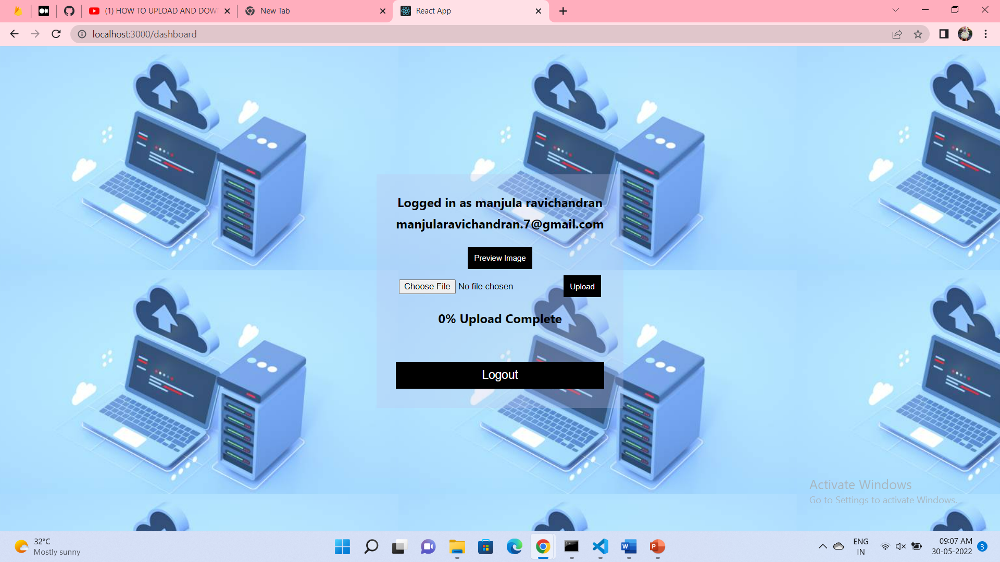 (1) HOW TO UPLOAD AND DOW
New Tab
React App
localhost:3000/dashboard
Logged in as manjula ravichandran
manjularavichandran.7@gmail.com
Preview Image
Choose File No file chosen
Upload
0% Upload Complete
Logout
Activate Windows
Go to Settings to activate Windows.
32°C
Mostly sunny
ENG
IN
09:07 AM
30-05-2022
3